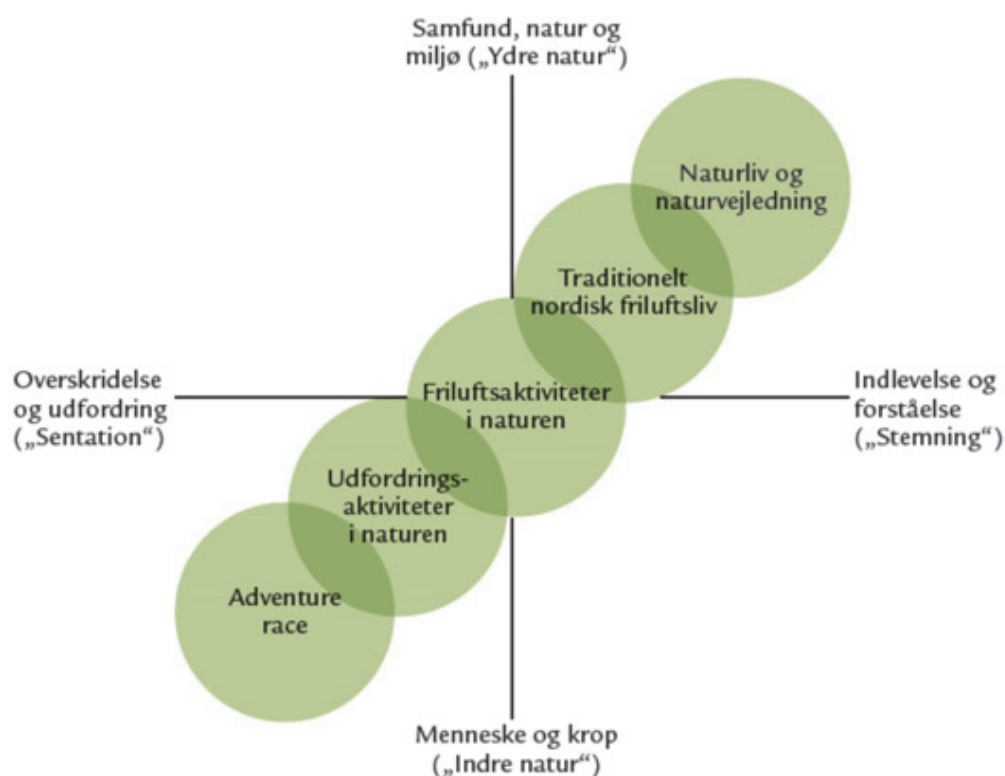 Samfund, natur og
miljø („Ydre natur“)
Naturliv og
naturvejledning
Traditionelt
nordisk friluftsliv
Overskridelse
og udfordring
(„Sentation“)
Friluftsaktiviteter
i naturen
Indlevelse og
forståelse
(„Stemning“)
Udfordrings-
aktiviteter
i naturen
Adventure
race
Menneske og krop
(„Indre natur“)